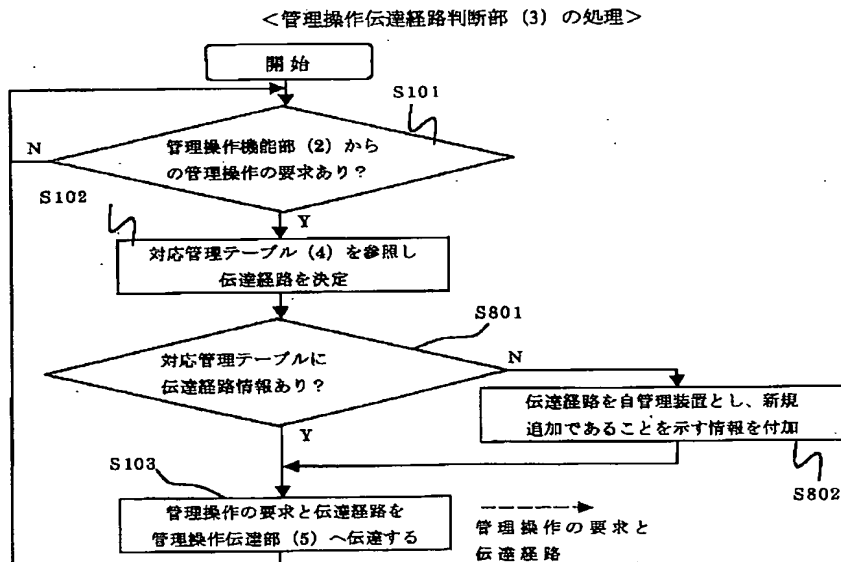 <管理操作伝達経路判断部(3)の処理>
開始
S101
N
管理操作機能部(2)から
の管理操作の要求あり?
S102
Y
対応管理テーブル(4)を参照し
伝達経路を決定
S801
対応管理テーブルに
伝達経路情報あり?
N
伝達経路を自管理装置とし、新規
追加であることを示す情報を付加
Y
S802
S103
管理操作の要求と伝達経路を
管理操作伝達部(5)へ伝達する
管理操作の要求と
伝達経路